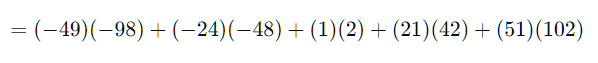 = (−49)(−98) + (−24)(−48) + (1)(2) + (21)(42) + (51)(102)